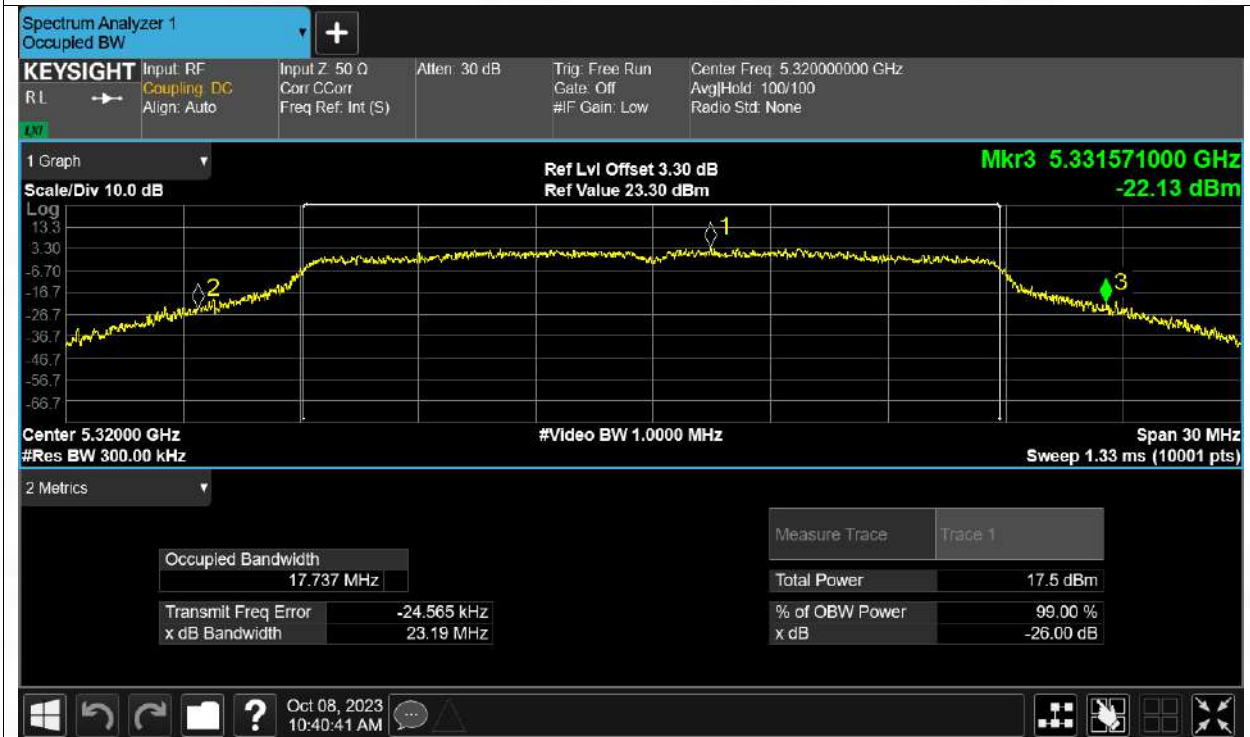 Spectrum Analyzer 1
Occupied BW
+
KEYSIGHT Input: RF Input Z: 50 Ω Atten: 30 dB Trig: Free Run Center Freq: 5.320000000 GHz
RL Coupling: DC Corr CCorr Gate: Off Avg|Hold: 100/100
Align: Auto Freq Ref: Int (S) #IF Gain: Low Radio Std: None
LXI
1 Graph Ref Lvl Offset 3.30 dB Mkr3 5.331571000 GHz
Scale/Div 10.0 dB Ref Value 23.30 dBm -22.13 dBm
Log
13.3
3.30
-6.70
-16.7
-26.7
-36.7
-46.7
-56.7
-66.7
1
2
3
Center 5.32000 GHz #Video BW 1.0000 MHz Span 30 MHz
#Res BW 300.00 kHz Sweep 1.33 ms (10001 pts)
2 Metrics
Measure Trace Trace 1
Occupied Bandwidth
17.737 MHz Total Power 17.5 dBm
Transmit Freq Error -24.565 kHz % of OBW Power 99.00 %
x dB Bandwidth 23.19 MHz x dB -26.00 dB
? Oct 08, 2023
10:40:41 AM